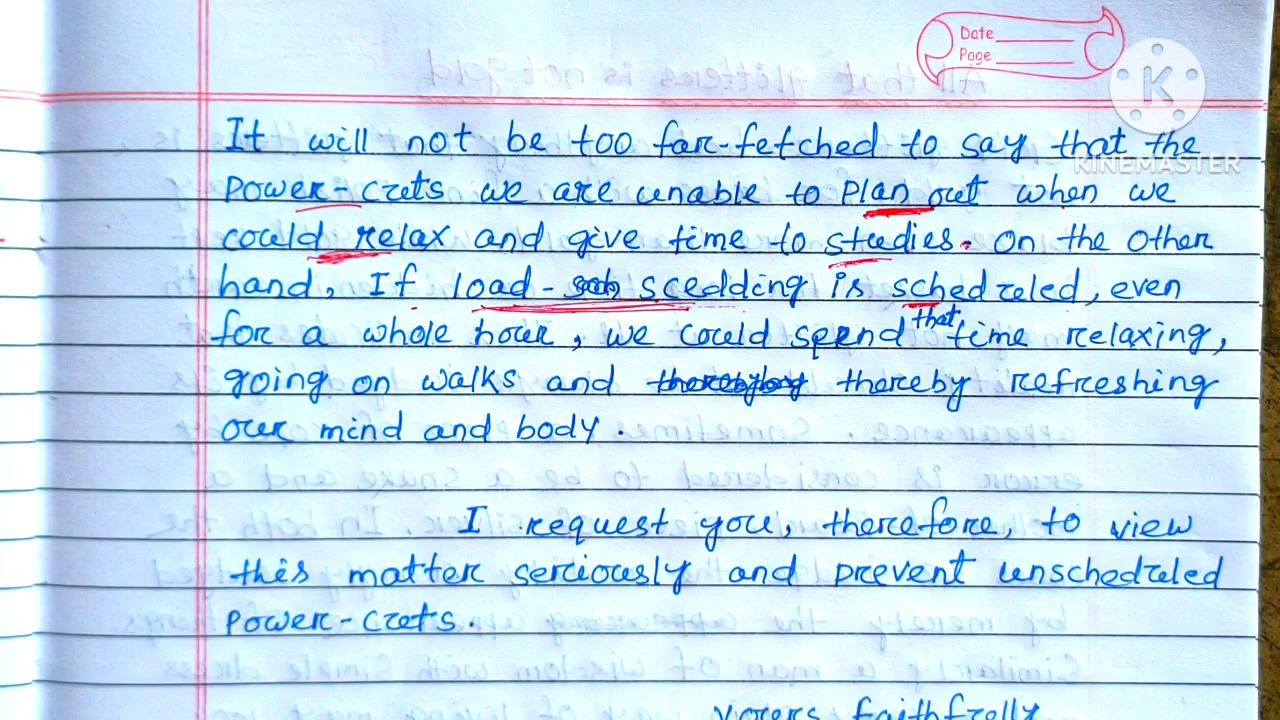 Date
Page
K
KINEMASTER
It will not be too far-fetched to say that the
power-cuts we are unable to plan out when we
could relax and give time to studies. on the other
hand, If load- scedding is scheduled, even
for a whole hour, we could spend that time relaxing,
going on walks and thereby refreshing
our mind and body.
I request you, therefore, to view
this matter seriously and prevent unscheduled
power-cuts.
yours faithfully